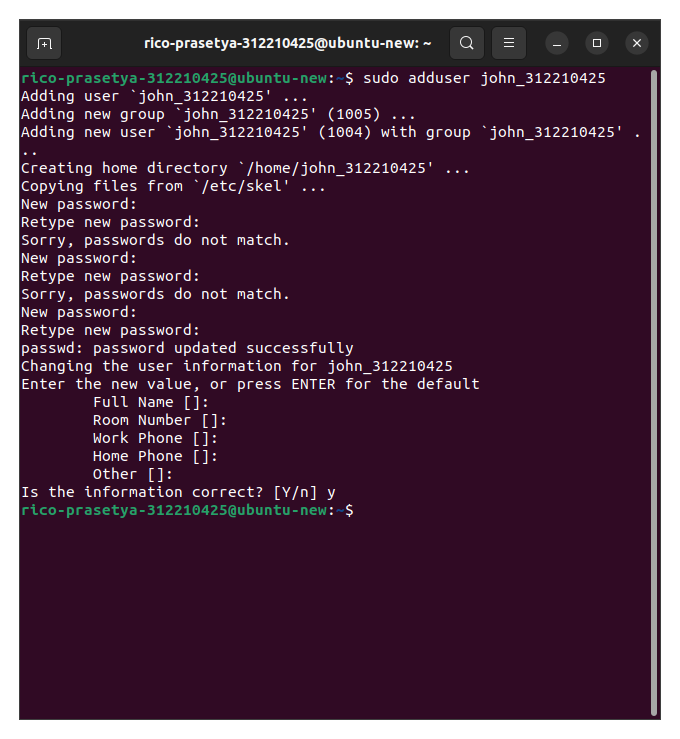 rico-prasetya-312210425@ubuntu-new: ~
rico-prasetya-312210425@ubuntu-new:~$ sudo adduser john_312210425
Adding user `john_312210425' ...
Adding new group `john_312210425' (1005) ...
Adding new user `john_312210425' (1004) with group `john_312210425' .
..
Creating home directory `/home/john_312210425' ...
Copying files from `/etc/skel' ...
New password:
Retype new password:
Sorry, passwords do not match.
New password:
Retype new password:
Sorry, passwords do not match.
New password:
Retype new password:
passwd: password updated successfully
Changing the user information for john_312210425
Enter the new value, or press ENTER for the default
        Full Name []:
        Room Number []:
        Work Phone []:
        Home Phone []:
        Other []:
Is the information correct? [Y/n] y
rico-prasetya-312210425@ubuntu-new:~$